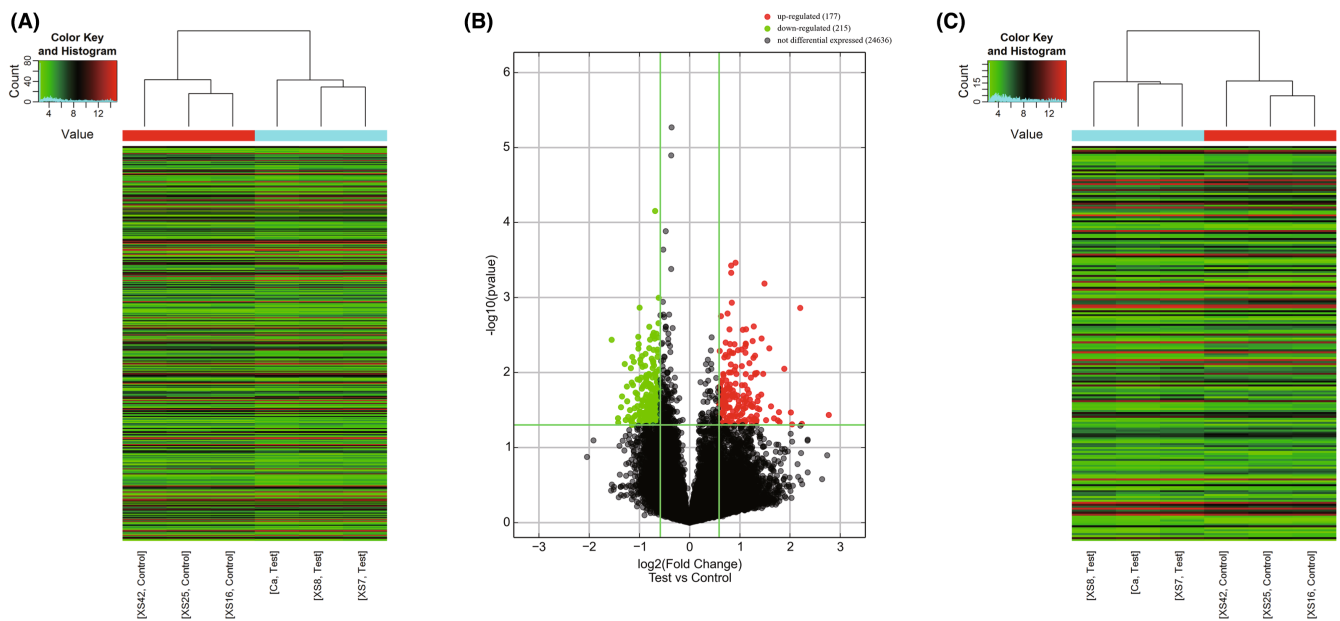 (A)
Color Key
and Histogram
Count
0 40 80
4 8 12
Value
[XS42, Control]
[XS25, Control]
[XS16, Control]
[Ca, Test]
[XS8, Test]
[XS7, Test]
(B)
up-regulated (177)
down-regulated (215)
not differential expressed (24636)
-log10(pvalue)
6
5
4
3
2
1
0
−3 −2 −1 0 1 2 3
log2(Fold Change)
Test vs Control
(C)
Color Key
and Histogram
Count
0 15
4 8 12
Value
[XS8, Test]
[Ca, Test]
[XS7, Test]
[XS42, Control]
[XS25, Control]
[XS16, Control]